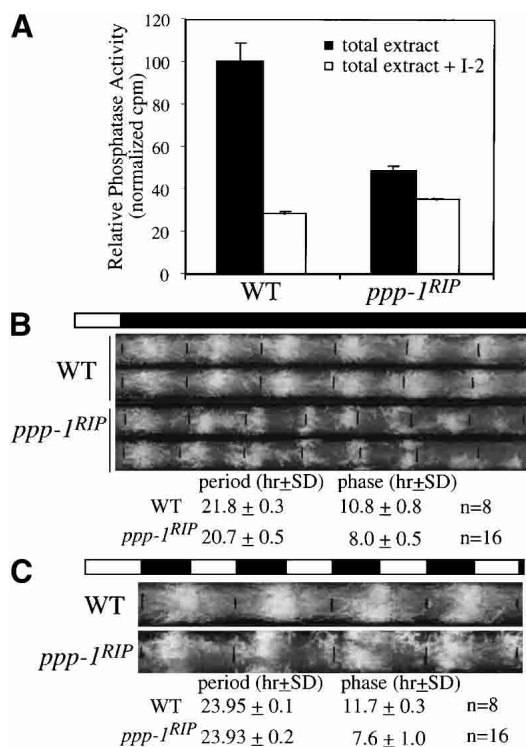 A
Relative Phosphatase Activity
(normalized cpm)
120
100
80
60
40
20
0
total extract
total extract + I-2
WT
ppp-1RIP
B
WT
ppp-1RIP
period (hr±SD) phase (hr±SD)
WT 21.8 ± 0.3 10.8 ± 0.8 n=8
ppp-1RIP 20.7 ± 0.5 8.0 ± 0.5 n=16
C
WT
ppp-1RIP
period (hr±SD) phase (hr±SD)
WT 23.95 ± 0.1 11.7 ± 0.3 n=8
ppp-1RIP 23.93 ± 0.2 7.6 ± 1.0 n=16